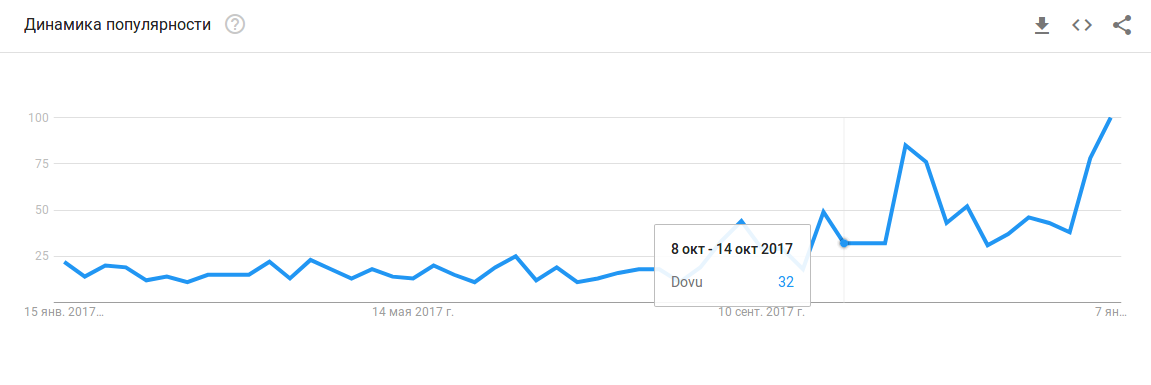 Динамика популярности
100
75
50
25
8 окт - 14 окт 2017
Dovu 32
15 янв. 2017… 14 мая 2017 г. 10 сент. 2017 г. 7 ян…